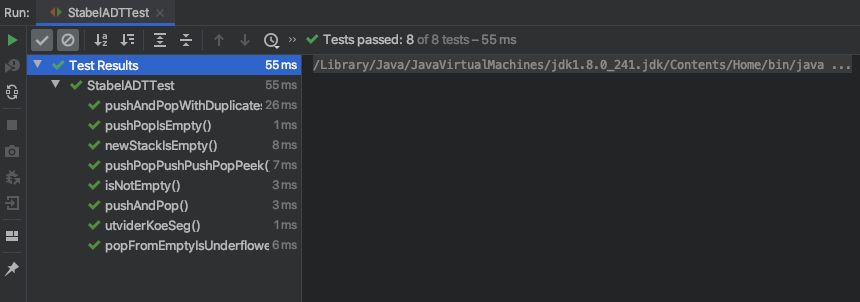 Run: StabelADTTest
Tests passed: 8 of 8 tests – 55 ms
Test Results 55 ms
/Library/Java/JavaVirtualMachines/jdk1.8.0_241.jdk/Contents/Home/bin/java ...
StabelADTTest 55 ms
pushAndPopWithDuplicates 26 ms
pushPopIsEmpty() 1 ms
newStackIsEmpty() 8 ms
pushPopPushPushPopPeek( 7 ms
isNotEmpty() 3 ms
pushAndPop() 3 ms
utviderKoeSeg() 1 ms
popFromEmptyIsUnderflowe 6 ms